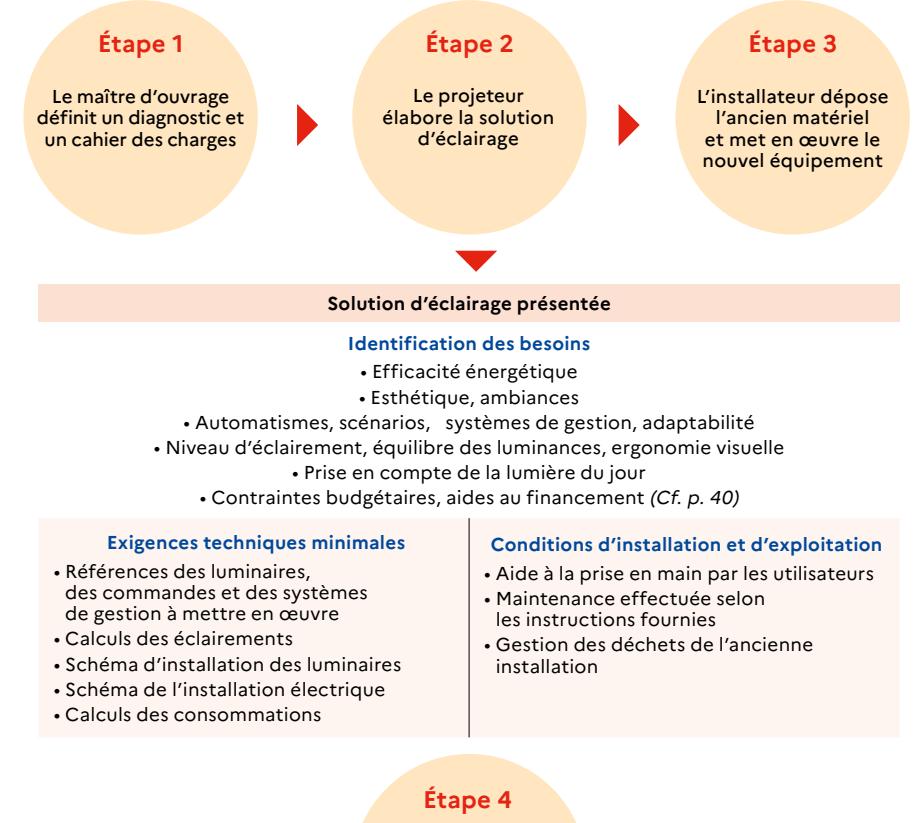 Étape 1
Le maître d’ouvrage
définit un diagnostic et
un cahier des charges
Étape 2
Le projeteur
élabore la solution
d’éclairage
Étape 3
L’installateur dépose
l’ancien matériel
et met en œuvre le
nouvel équipement
Solution d’éclairage présentée
Identification des besoins
• Efficacité énergétique
• Esthétique, ambiances
• Automatismes, scénarios, systèmes de gestion, adaptabilité
• Niveau d’éclairement, équilibre des luminances, ergonomie visuelle
• Prise en compte de la lumière du jour
• Contraintes budgétaires, aides au financement (Cf. p. 40)
Exigences techniques minimales
• Références des luminaires,
des commandes et des systèmes
de gestion à mettre en œuvre
• Calculs des éclairements
• Schéma d’installation des luminaires
• Schéma de l’installation électrique
• Calculs des consommations
Conditions d’installation et d’exploitation
• Aide à la prise en main par les utilisateurs
• Maintenance effectuée selon
les instructions fournies
• Gestion des déchets de l’ancienne
installation
Étape 4